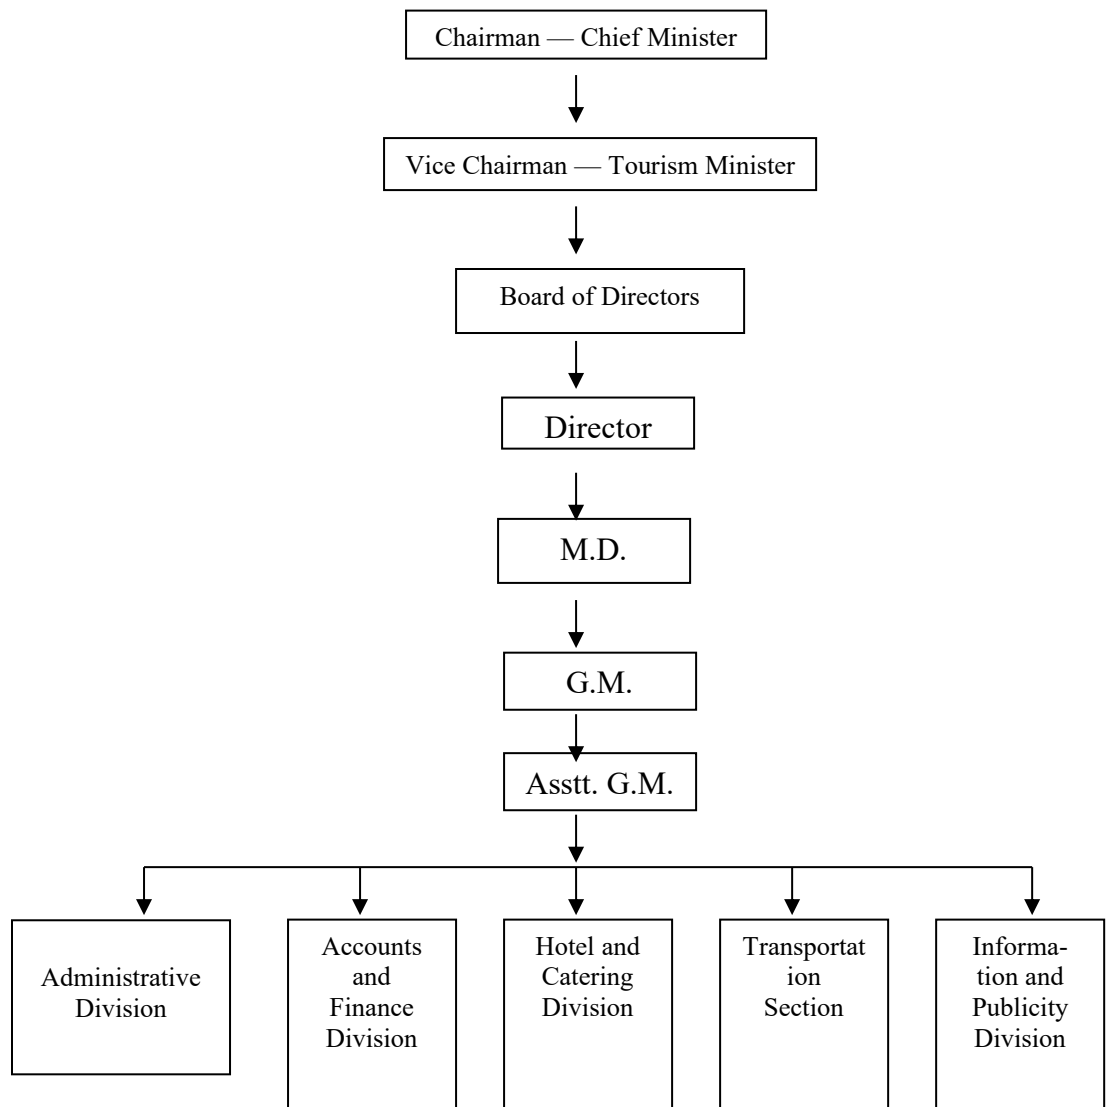 Chairman — Chief Minister
Vice Chairman — Tourism Minister
Board of Directors
Director
M.D.
G.M.
Asstt. G.M.
Administrative
Division
Accounts
and
Finance
Division
Hotel and
Catering
Division
Transportat
ion
Section
Informa-
tion and
Publicity
Division